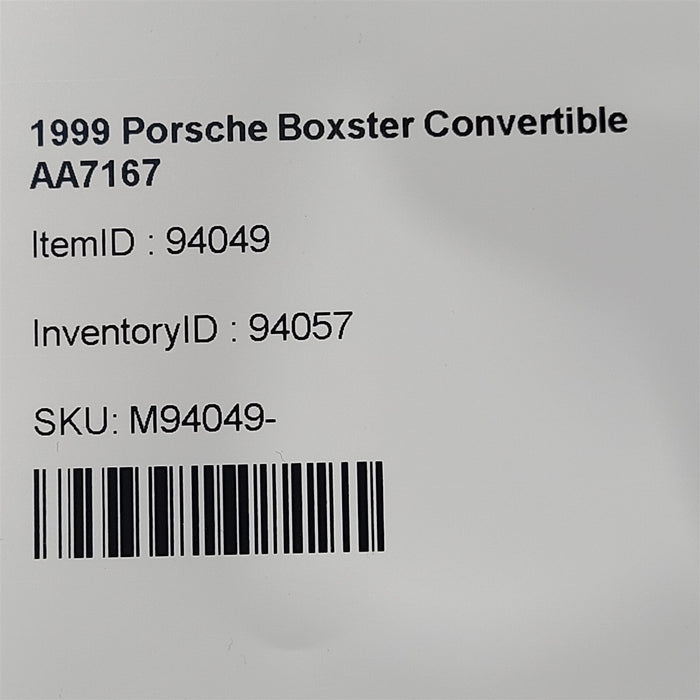 1999 Porsche Boxster Convertible
AA7167
ItemID : 94049
InventoryID : 94057
SKU: M94049-